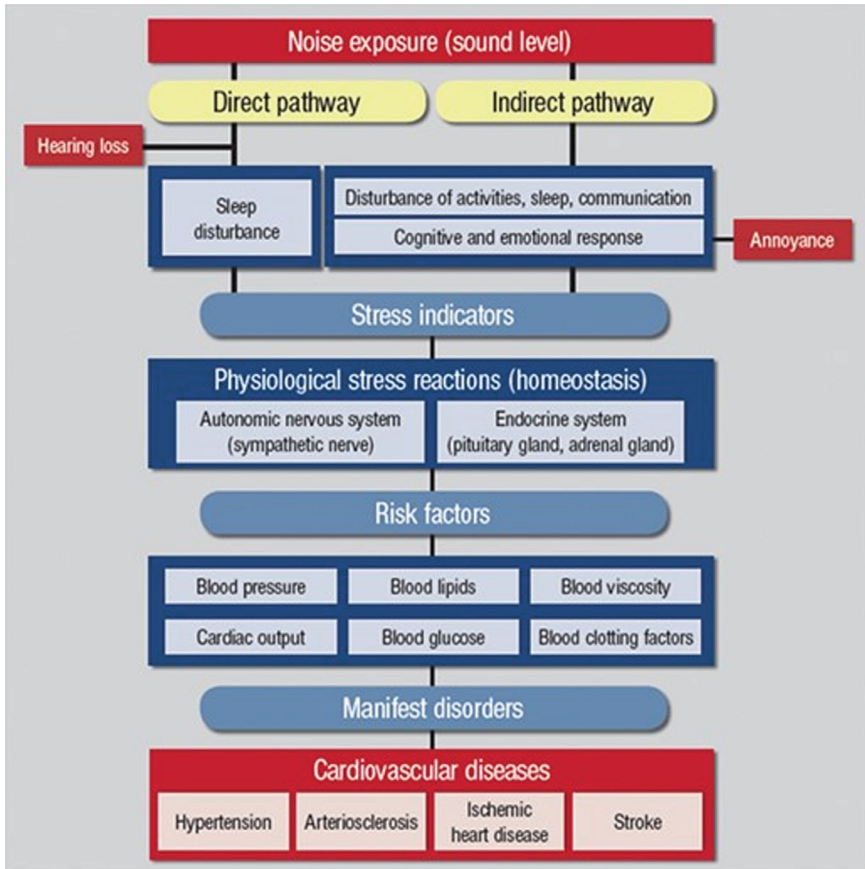 Noise exposure (sound level)
Direct pathway
Indirect pathway
Hearing loss
Sleep
disturbance
Disturbance of activities, sleep, communication
Cognitive and emotional response
Annoyance
Stress indicators
Physiological stress reactions (homeostasis)
Autonomic nervous system
(sympathetic nerve)
Endocrine system
(pituitary gland, adrenal gland)
Risk factors
Blood pressure
Blood lipids
Blood viscosity
Cardiac output
Blood glucose
Blood clotting factors
Manifest disorders
Cardiovascular diseases
Hypertension
Arteriosclerosis
Ischemic
heart disease
Stroke